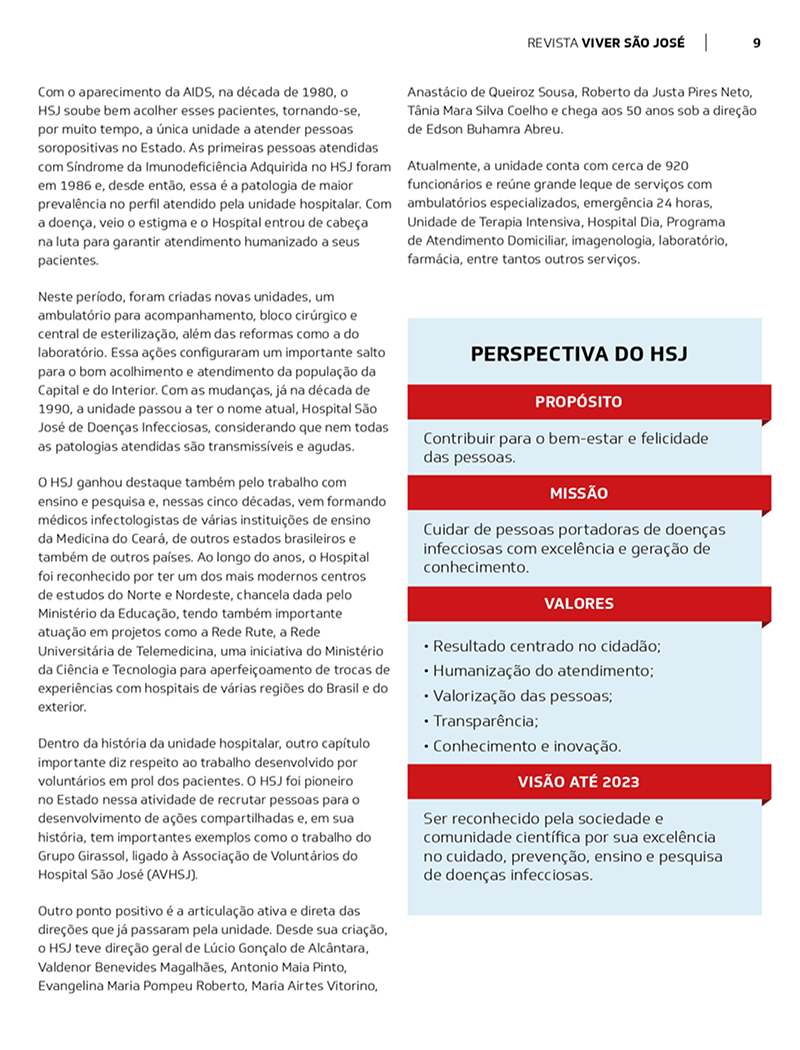 REVISTA VIVER SÃO JOSÉ | 9
Com o aparecimento da AIDS, na década de 1980, o
HSJ soube bem acolher esses pacientes, tornando-se,
por muito tempo, a única unidade a atender pessoas
soropositivas no Estado. As primeiras pessoas atendidas
com Síndrome da Imunodeficiência Adquirida no HSJ foram
em 1986 e, desde então, essa é a patologia de maior
prevalência no perfil atendido pela unidade hospitalar. Com
a doença, veio o estigma e o Hospital entrou de cabeça
na luta para garantir atendimento humanizado a seus
pacientes.
Neste período, foram criadas novas unidades, um
ambulatório para acompanhamento, bloco cirúrgico e
central de esterilização, além das reformas como a do
laboratório. Essa ações configuraram um importante salto
para o bom acolhimento e atendimento da população da
Capital e do Interior. Com as mudanças, já na década de
1990, a unidade passou a ter o nome atual, Hospital São
José de Doenças Infecciosas, considerando que nem todas
as patologias atendidas são transmissíveis e agudas.
O HSJ ganhou destaque também pelo trabalho com
ensino e pesquisa e, nessas cinco décadas, vem formando
médicos infectologistas de várias instituições de ensino
da Medicina do Ceará, de outros estados brasileiros e
também de outros países. Ao longo do anos, o Hospital
foi reconhecido por ter um dos mais modernos centros
de estudos do Norte e Nordeste, chancela dada pelo
Ministério da Educação, tendo também importante
atuação em projetos como a Rede Rute, a Rede
Universitária de Telemedicina, uma iniciativa do Ministério
da Ciência e Tecnologia para aperfeiçoamento de trocas de
experiências com hospitais de várias regiões do Brasil e do
exterior.
Dentro da história da unidade hospitalar, outro capítulo
importante diz respeito ao trabalho desenvolvido por
voluntários em prol dos pacientes. O HSJ foi pioneiro
no Estado nessa atividade de recrutar pessoas para o
desenvolvimento de ações compartilhadas e, em sua
história, tem importantes exemplos como o trabalho do
Grupo Girassol, ligado à Associação de Voluntários do
Hospital São José (AVHSJ).
Outro ponto positivo é a articulação ativa e direta das
direções que já passaram pela unidade. Desde sua criação,
o HSJ teve direção geral de Lúcio Gonçalo de Alcântara,
Valdenor Benevides Magalhães, Antonio Maia Pinto,
Evangelina Maria Pompeu Roberto, Maria Airtes Vitorino,
Anastácio de Queiroz Sousa, Roberto da Justa Pires Neto,
Tânia Mara Silva Coelho e chega aos 50 anos sob a direção
de Edson Buhamra Abreu.
Atualmente, a unidade conta com cerca de 920
funcionários e reúne grande leque de serviços com
ambulatórios especializados, emergência 24 horas,
Unidade de Terapia Intensiva, Hospital Dia, Programa
de Atendimento Domiciliar, imagenologia, laboratório,
farmácia, entre tantos outros serviços.
PERSPECTIVA DO HSJ
PROPÓSITO
Contribuir para o bem-estar e felicidade
das pessoas.
MISSÃO
Cuidar de pessoas portadoras de doenças
infecciosas com excelência e geração de
conhecimento.
VALORES
• Resultado centrado no cidadão;
• Humanização do atendimento;
• Valorização das pessoas;
• Transparência;
• Conhecimento e inovação.
VISÃO ATÉ 2023
Ser reconhecido pela sociedade e
comunidade científica por sua excelência
no cuidado, prevenção, ensino e pesquisa
de doenças infecciosas.